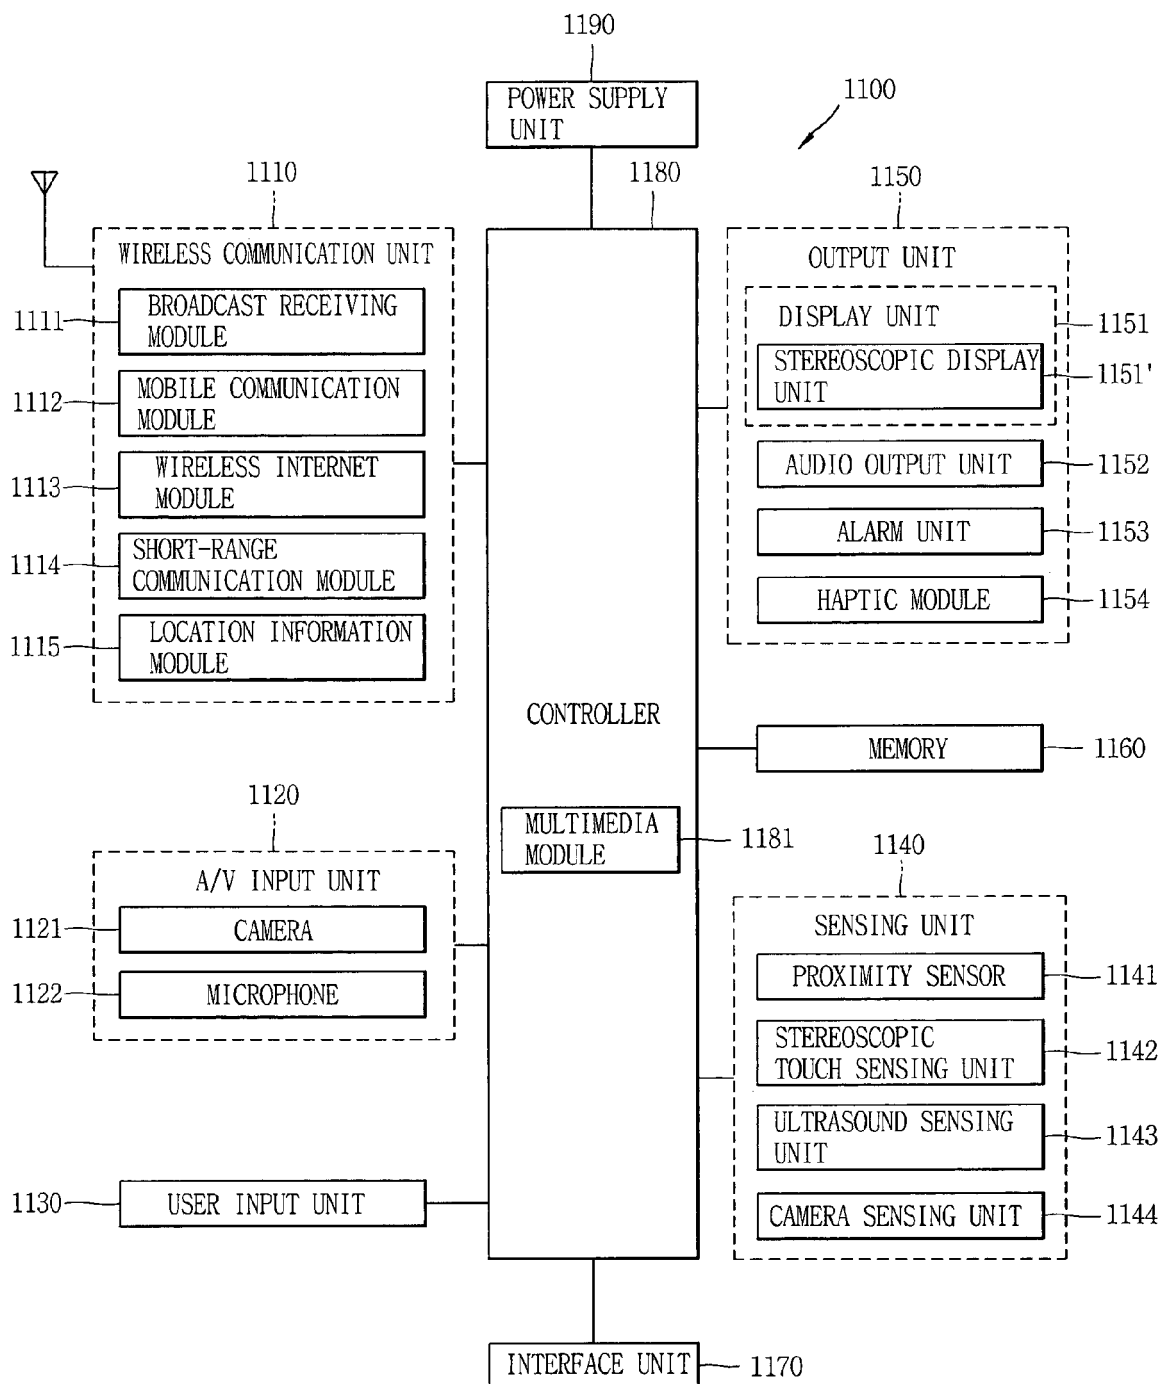 1190
POWER SUPPLY
UNIT
1100
1110
1180
1150
WIRELESS COMMUNICATION UNIT
1111
BROADCAST RECEIVING
MODULE
1112
MOBILE COMMUNICATION
MODULE
1113
WIRELESS INTERNET
MODULE
1114
SHORT-RANGE
COMMUNICATION MODULE
1115
LOCATION INFORMATION
MODULE
OUTPUT UNIT
DISPLAY UNIT
1151
STEREOSCOPIC DISPLAY
UNIT
1151'
AUDIO OUTPUT UNIT
1152
ALARM UNIT
1153
HAPTIC MODULE
1154
CONTROLLER
MULTIMEDIA
MODULE
1181
MEMORY
1160
1120
A/V INPUT UNIT
1121
CAMERA
1122
MICROPHONE
1140
SENSING UNIT
PROXIMITY SENSOR
1141
STEREOSCOPIC
TOUCH SENSING UNIT
1142
ULTRASOUND SENSING
UNIT
1143
CAMERA SENSING UNIT
1144
1130
USER INPUT UNIT
INTERFACE UNIT
1170